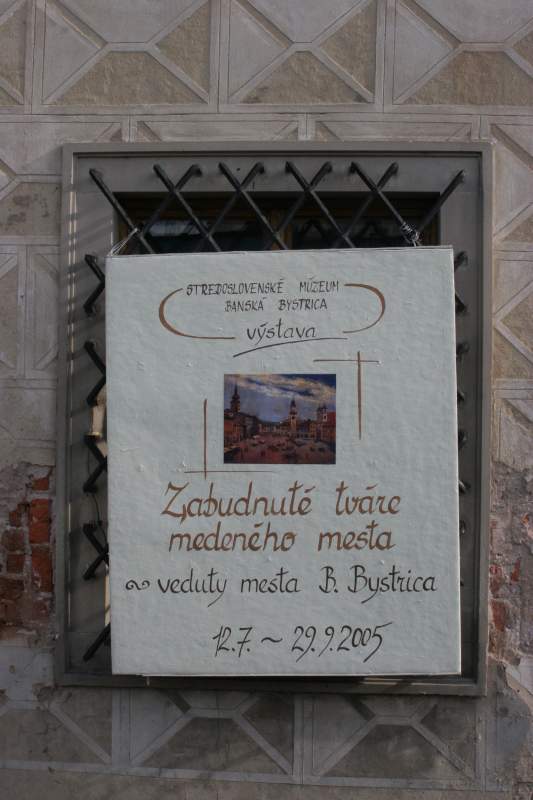 STREDOSLOVENSKÉ MÚZEUM
BANSKÁ BYSTRICA
výstava
Zabudnuté tváre
medeného mesta
~ veduty mesta B. Bystrica
12.7. ~ 29.9.2005